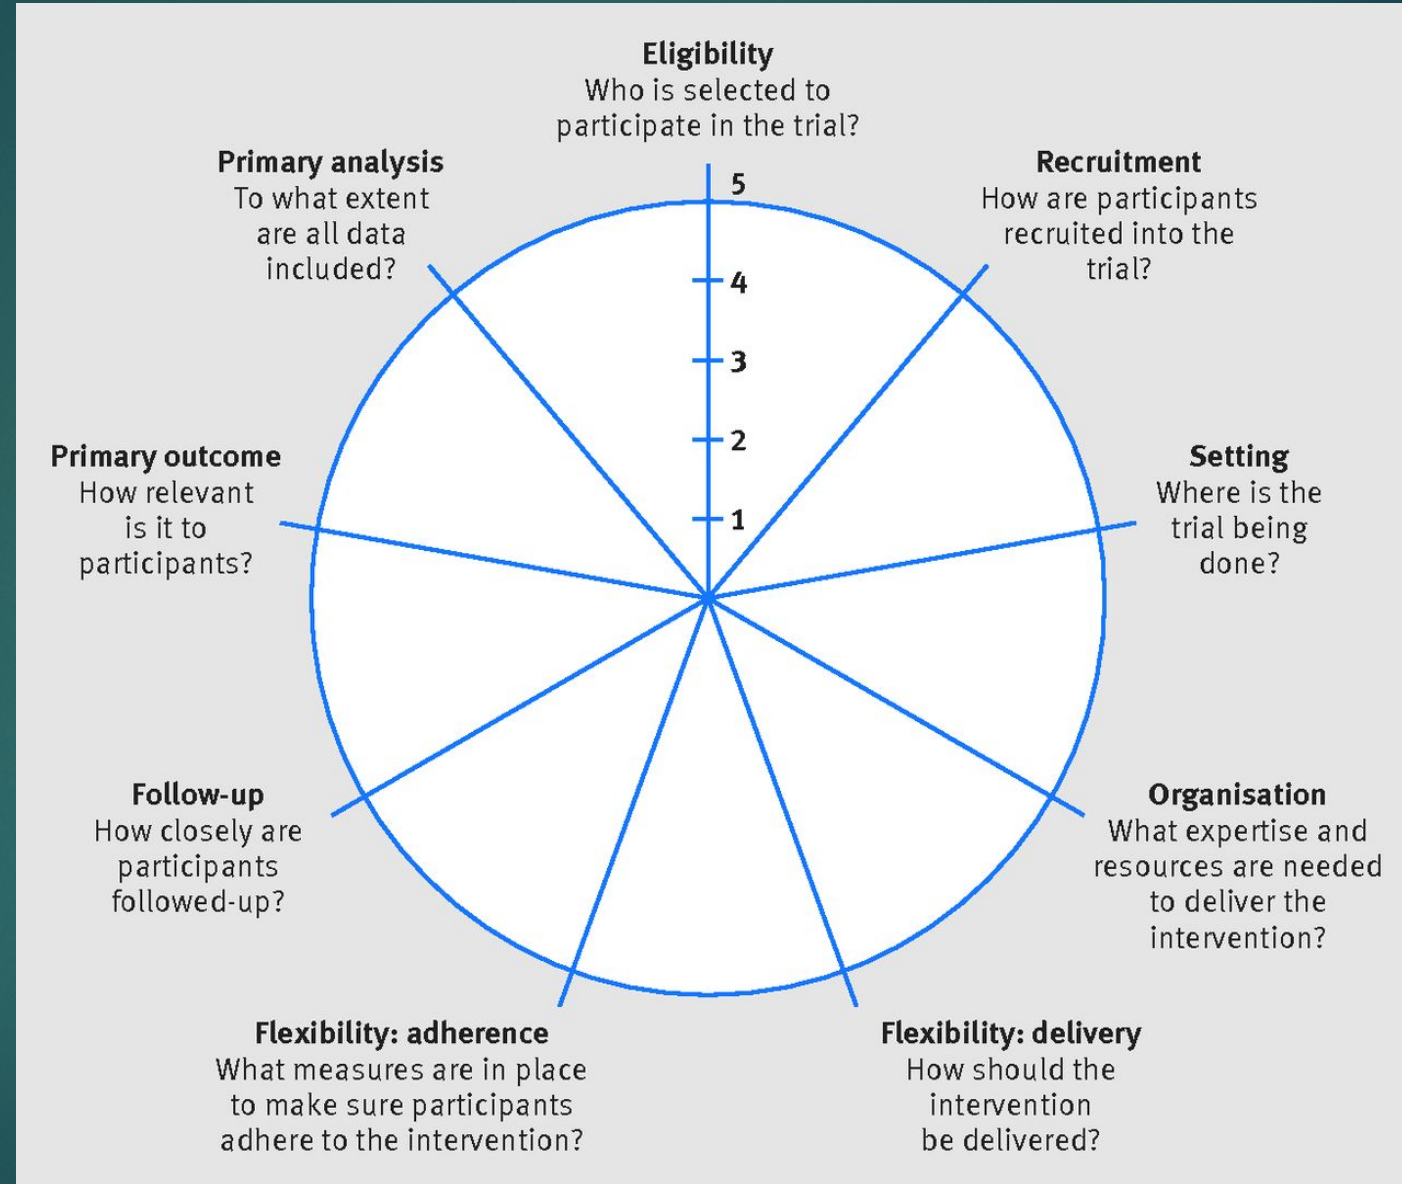 Eligibility
Who is selected to
participate in the trial?
Primary analysis
To what extent
are all data
included?
Recruitment
How are participants
recruited into the
trial?
5
4
3
2
1
Primary outcome
How relevant
is it to
participants?
Setting
Where is the
trial being
done?
Follow-up
How closely are
participants
followed-up?
Organisation
What expertise and
resources are needed
to deliver the
intervention?
Flexibility: adherence
What measures are in place
to make sure participants
adhere to the intervention?
Flexibility: delivery
How should the
intervention
be delivered?